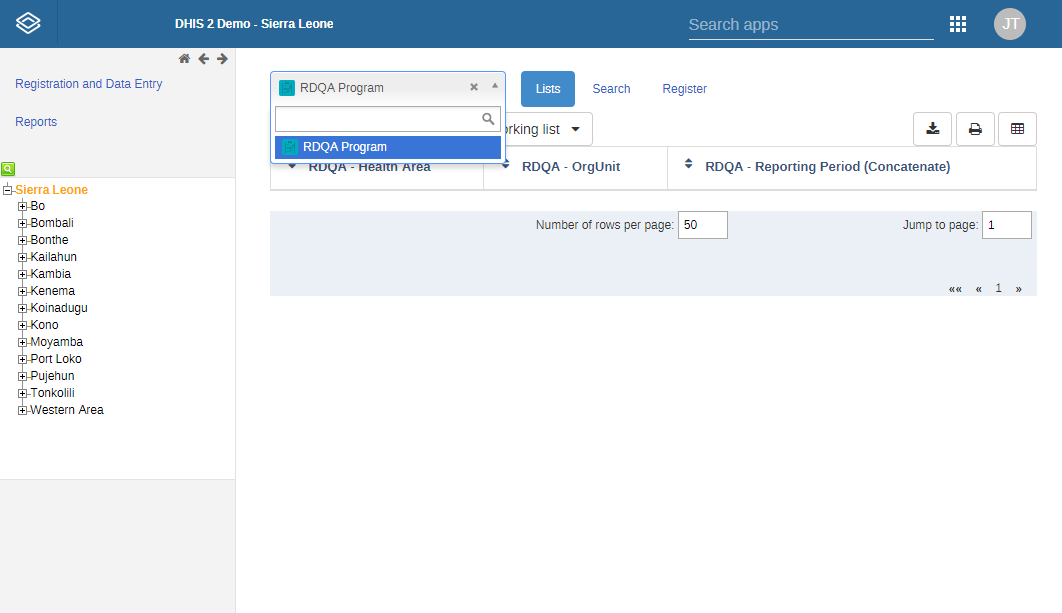 DHIS 2 Demo - Sierra Leone
Search apps
JT
Registration and Data Entry
Reports
Sierra Leone
Bo
Bombali
Bonthe
Kailahun
Kambia
Kenema
Koinadugu
Kono
Moyamba
Port Loko
Pujehun
Tonkolili
Western Area
RDQA Program
Lists
Search
Register
RDQA Program
orking list
RDQA - Health Area
RDQA - OrgUnit
RDQA - Reporting Period (Concatenate)
Number of rows per page: 50
Jump to page: 1
«« « 1 »